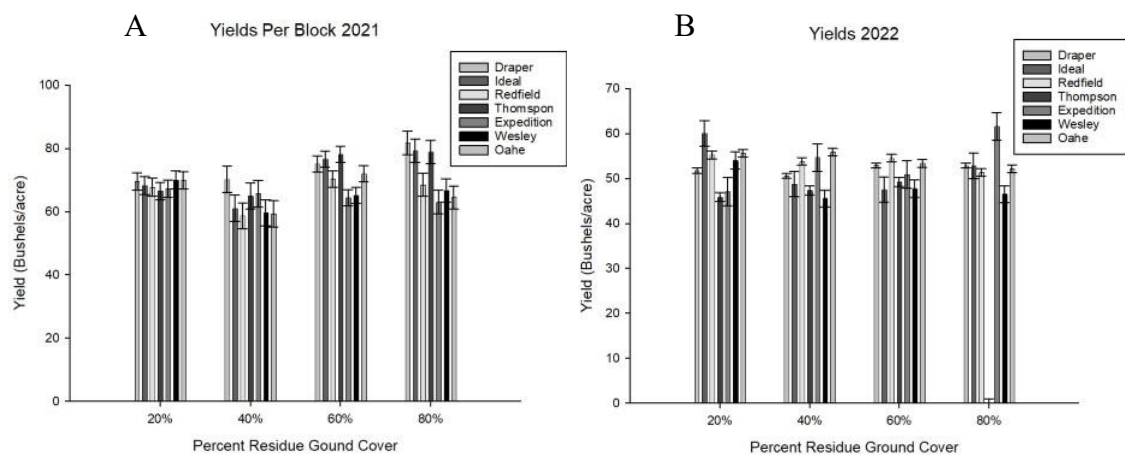 A
Yields Per Block 2021
Draper
Ideal
Redfield
Thomspon
Expedition
Wesley
Oahe
Yield (Bushels/acre)
100
80
60
40
20
0
20%
40%
60%
80%
Percent Residue Gound Cover
B
Yields 2022
Draper
Ideal
Redfield
Thompson
Expedition
Wesley
Oahe
Yield (Bushels/acre)
70
60
50
40
30
20
10
0
20%
40%
60%
80%
Percent Residue Ground Cover